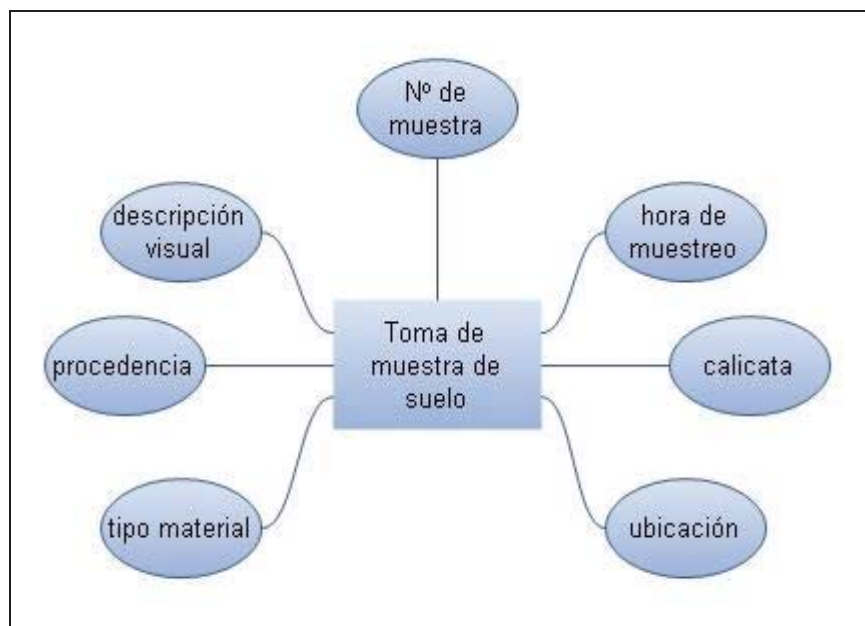 Nº de
muestra
descripción
visual
hora de
muestreo
Toma de
muestra de
suelo
procedencia
calicata
tipo material
ubicación